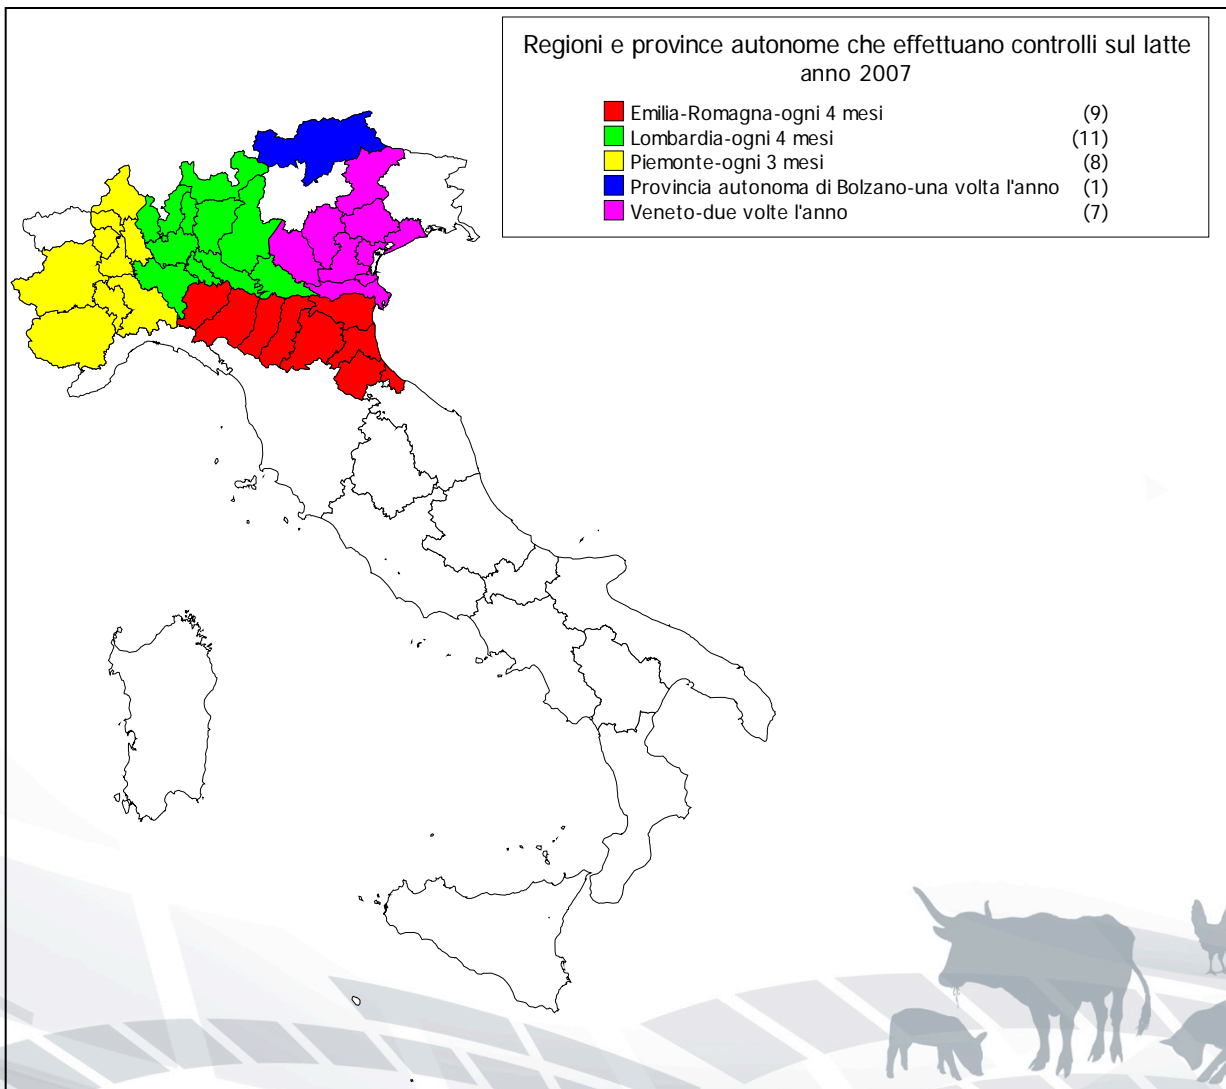 Regioni e province autonome che effettuano controlli sul latte
anno 2007
Emilia-Romagna-ogni 4 mesi (9)
Lombardia-ogni 4 mesi (11)
Piemonte-ogni 3 mesi (8)
Provincia autonoma di Bolzano-una volta l'anno (1)
Veneto-due volte l'anno (7)